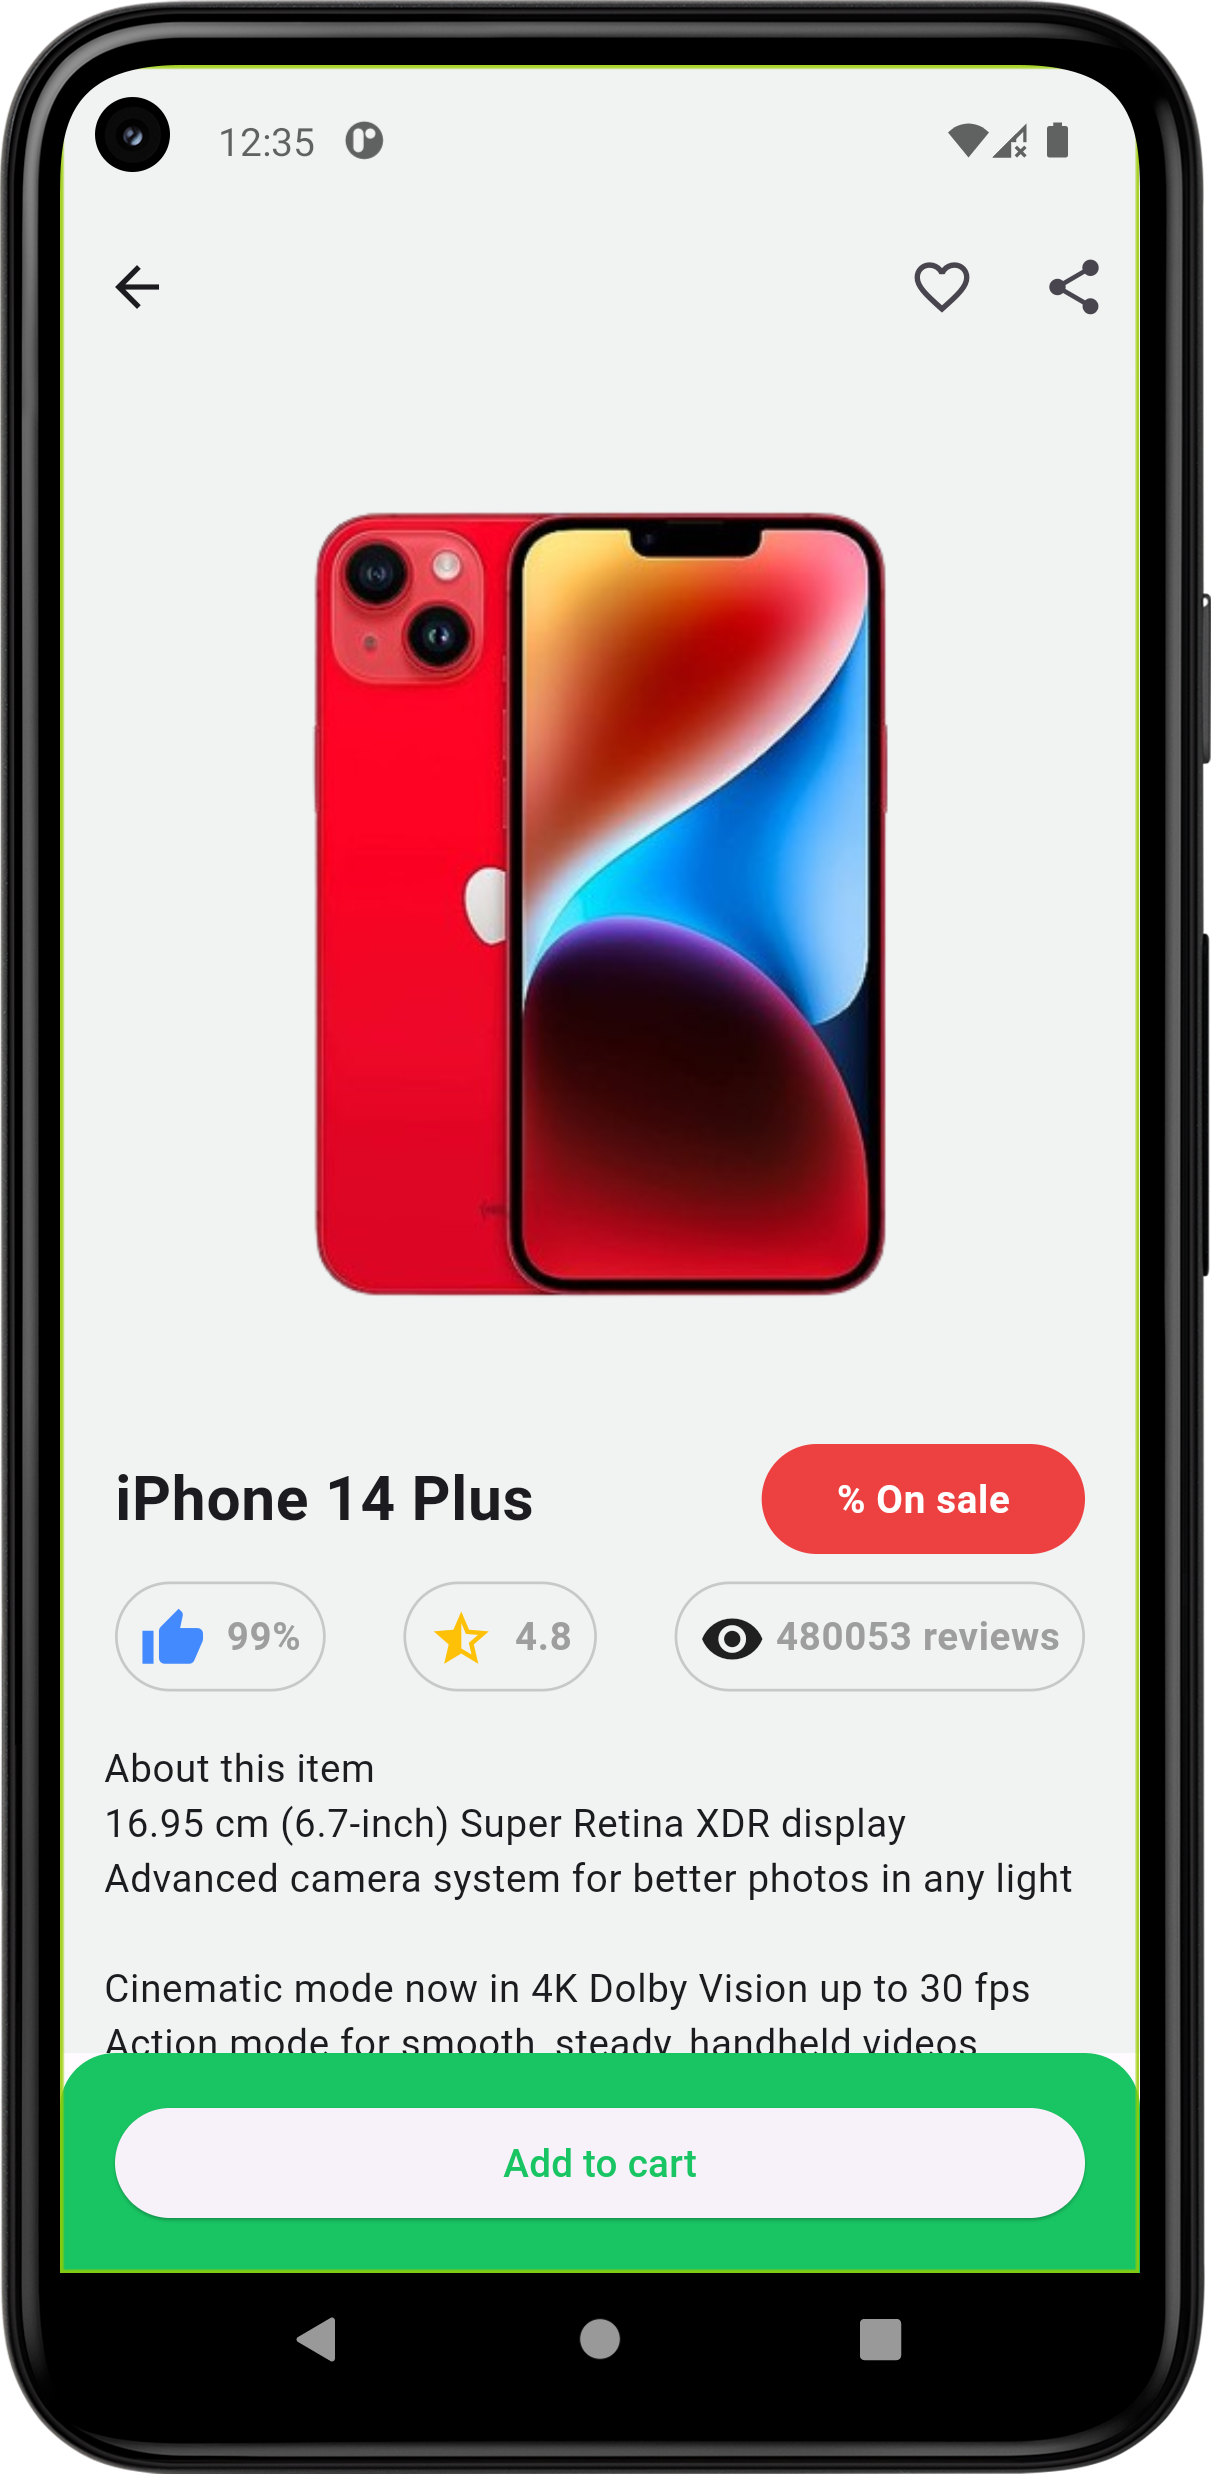 12:35
iPhone 14 Plus
% On sale
99%
4.8
480053 reviews
About this item
16.95 cm (6.7-inch) Super Retina XDR display
Advanced camera system for better photos in any light
Cinematic mode now in 4K Dolby Vision up to 30 fps
Action mode for smooth, steady, handheld videos
Add to cart